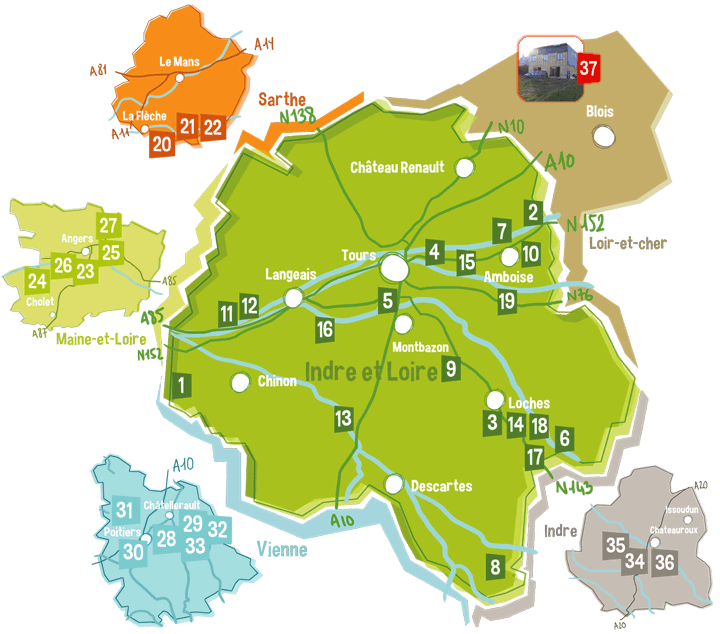 Le Mans
A14
A81
La Flèche
A11
20
21
22
Sarthe
37
Blois
Loir-et-cher
N138
N10
A10
Château Renault
2
N152
7
4
15
10
Tours
Amboise
Langeais
5
19
N76
11
12
16
Montbazon
A85
N152
Indre et Loire
9
1
Chinon
13
Loches
3
14
18
6
17
N143
Descartes
A10
8
27
Angers
25
26
23
24
A85
Cholet
A87
Maine-et-Loire
A10
31
Châtellerault
Poitiers
29
32
28
30
33
Vienne
Indre
A20
Issoudun
Chateauroux
35
34
36
A20